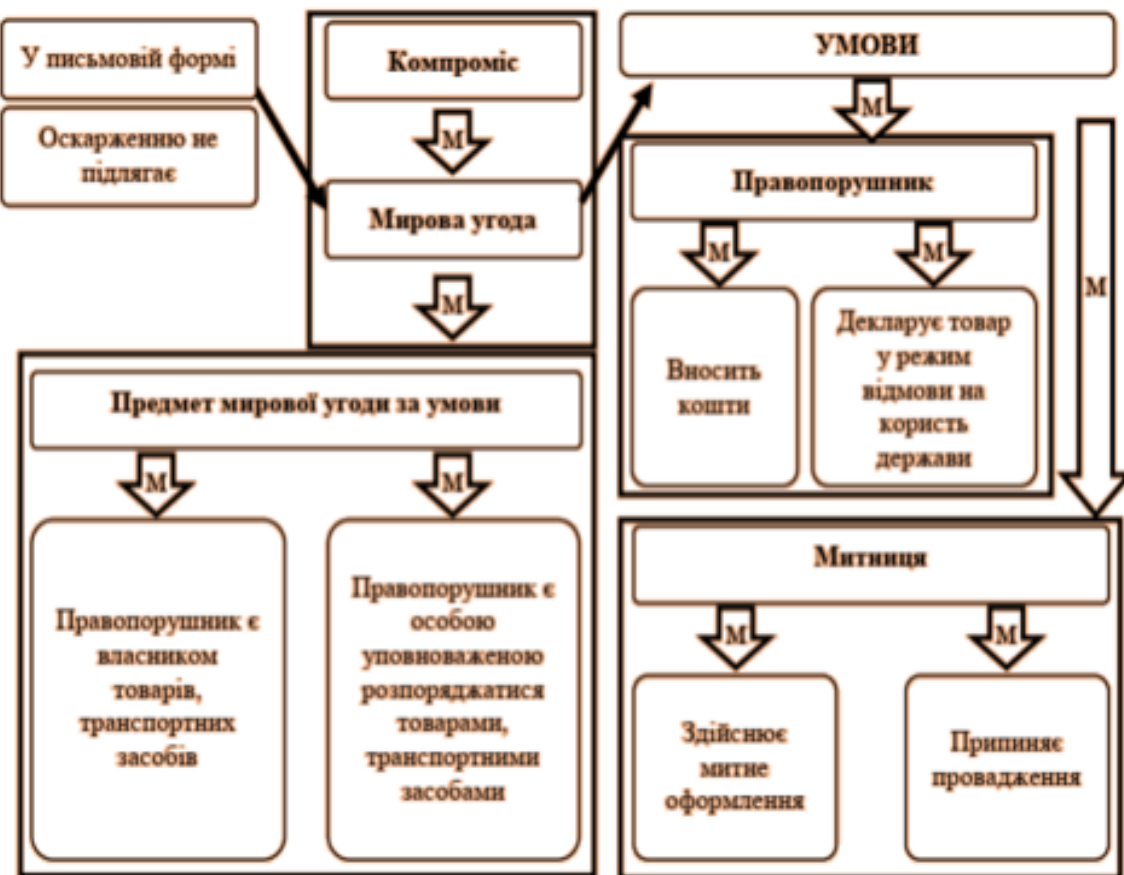 У письмовій формі
Оскарженню не
підлягає
Компроміс
М
Мирова угода
М
УМОВИ
М
Правопорушник
М
М
Вносить
кошти
Декларує товар
у режим
відмови на
користь
держави
М
Предмет мирової угоди за умови
М
М
Правопорушник є
власником
товарів,
транспортних
засобів
Правопорушник є
особою
уповноваженою
розпоряджатися
товарами,
транспортними
засобами
Митниця
М
М
Здійснює
митне
оформлення
Припиняє
провадження